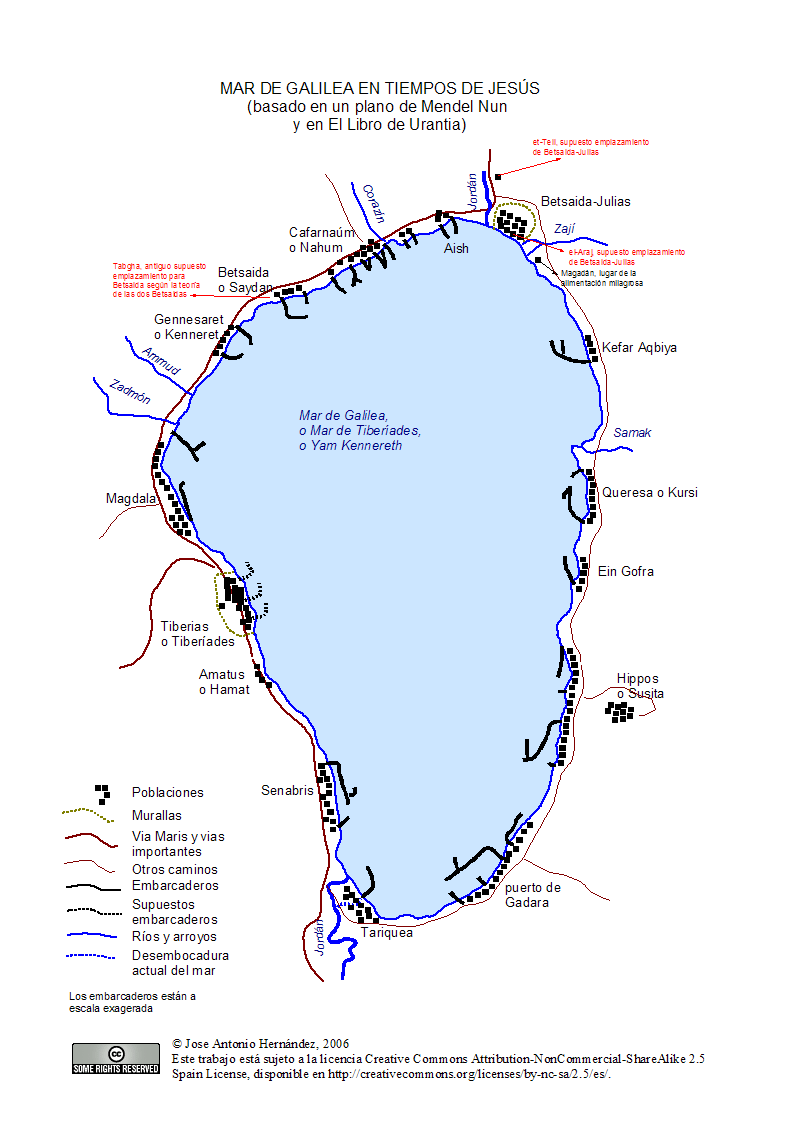 MAR DE GALILEA EN TIEMPOS DE JESÚS
(basado en un plano de Mendel Nun
y en El Libro de Urantia)
et-Tell, supuesto emplazamiento
de Betsaida-Julias
Jordán
Corazín
Betsaida-Julias
Zají
Cafarnaúm
o Nahum
Aish
el-Araj, supuesto emplazamiento
de Betsaida-Julias
Magadán, lugar de la
alimentación milagrosa
Tabgha, antiguo supuesto
emplazamiento para
Betsaida según la teoría
de las dos Betsaidas
Betsaida
o Saydan
Gennesaret
o Kenneret
Kefar Aqbiya
Ammud
Zadmón
Mar de Galilea,
o Mar de Tiberíades,
o Yam Kennereth
Samak
Magdala
Queresa o Kursi
Ein Gofra
Tiberias
o Tiberíades
Amatus
o Hamat
Hippos
o Susita
Senabris
puerto de
Gadara
Tariquea
Jordán
Poblaciones
Murallas
Via Maris y vias
importantes
Otros caminos
Embarcaderos
Supuestos
embarcaderos
Ríos y arroyos
Desembocadura
actual del mar
Los embarcaderos están a
escala exagerada
cc
SOME RIGHTS RESERVED
© Jose Antonio Hernández, 2006
Este trabajo está sujeto a la licencia Creative Commons Attribution-NonCommercial-ShareAlike 2.5
Spain License, disponible en http://creativecommons.org/licenses/by-nc-sa/2.5/es/.